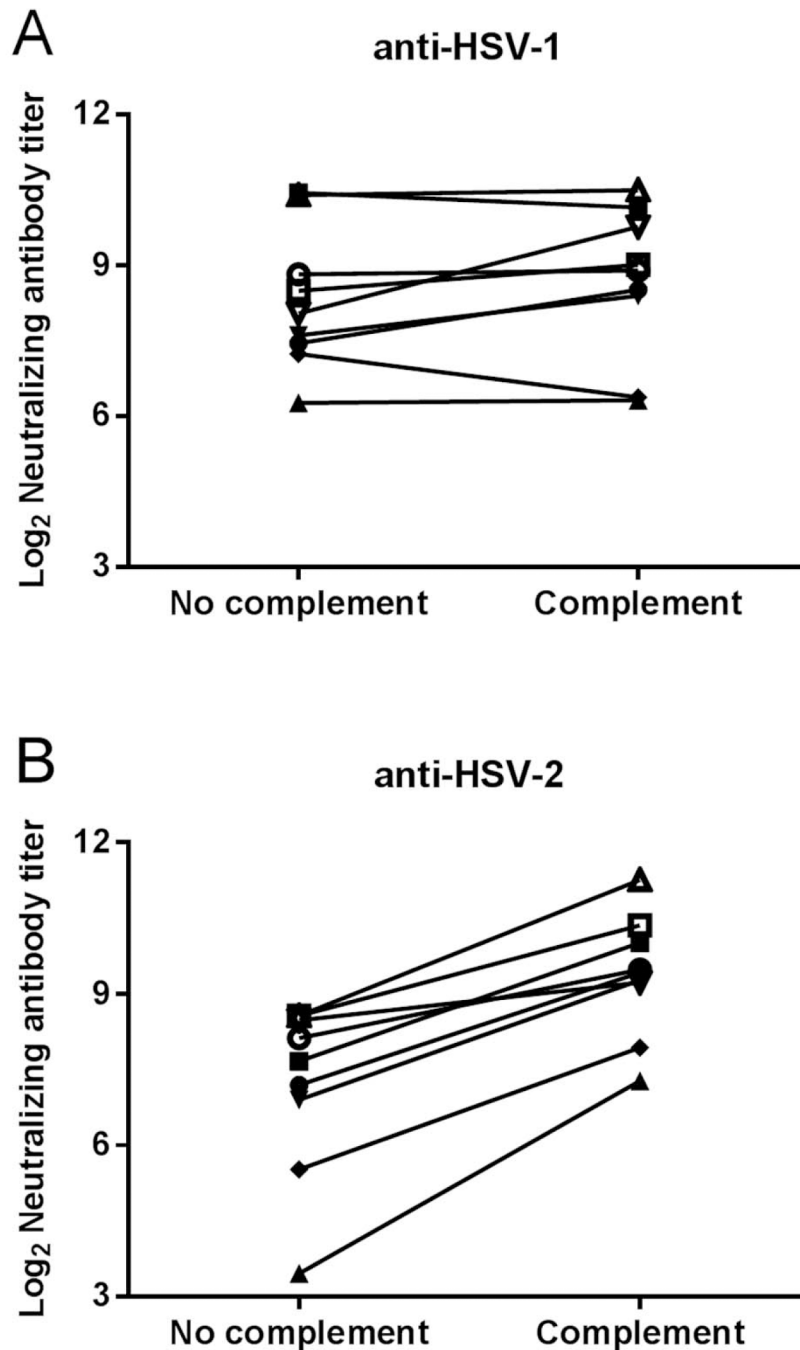 A
anti-HSV-1
Log₂ Neutralizing antibody titer
12
9
6
3
No complement
Complement
B
anti-HSV-2
Log₂ Neutralizing antibody titer
12
9
6
3
No complement
Complement